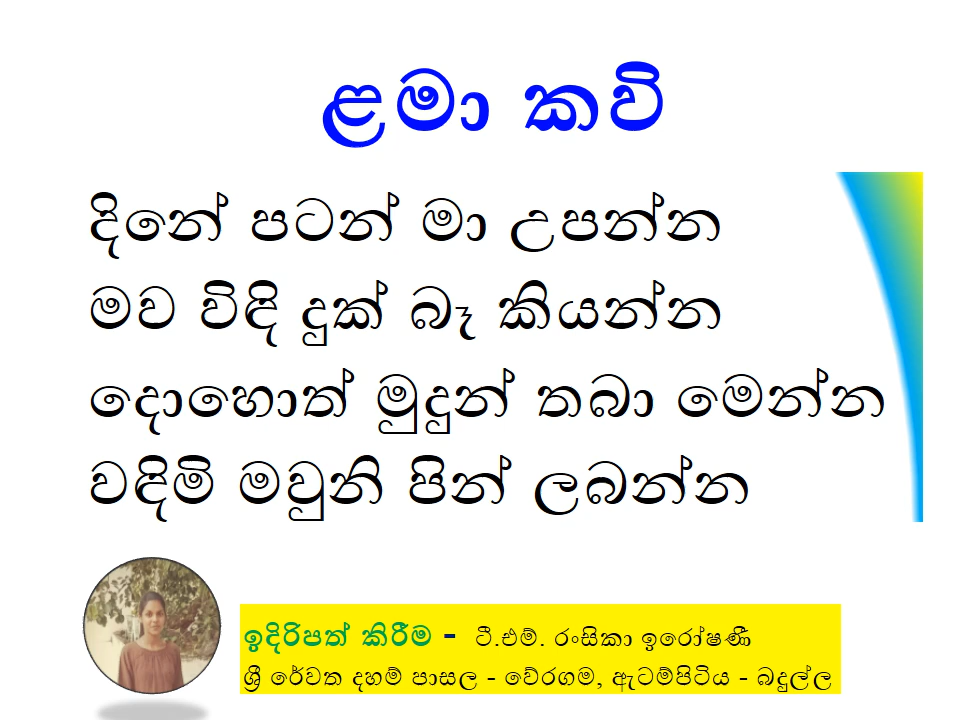 ළමා කවි
දිනේ පටන් මා උපන්න
මව විඳි දුක් බෑ කියන්න
දොහොත් මුදුන් තබා මෙන්න
වඳිමි මවුනි පින් ලබන්න
ඉදිරිපත් කිරීම - ටී.එම්. රංසිකා ඉරෝෂණී
ශ්‍රී රේවත දහම් පාසල - වේරගම, ඇටම්පිටිය - බදුල්ල